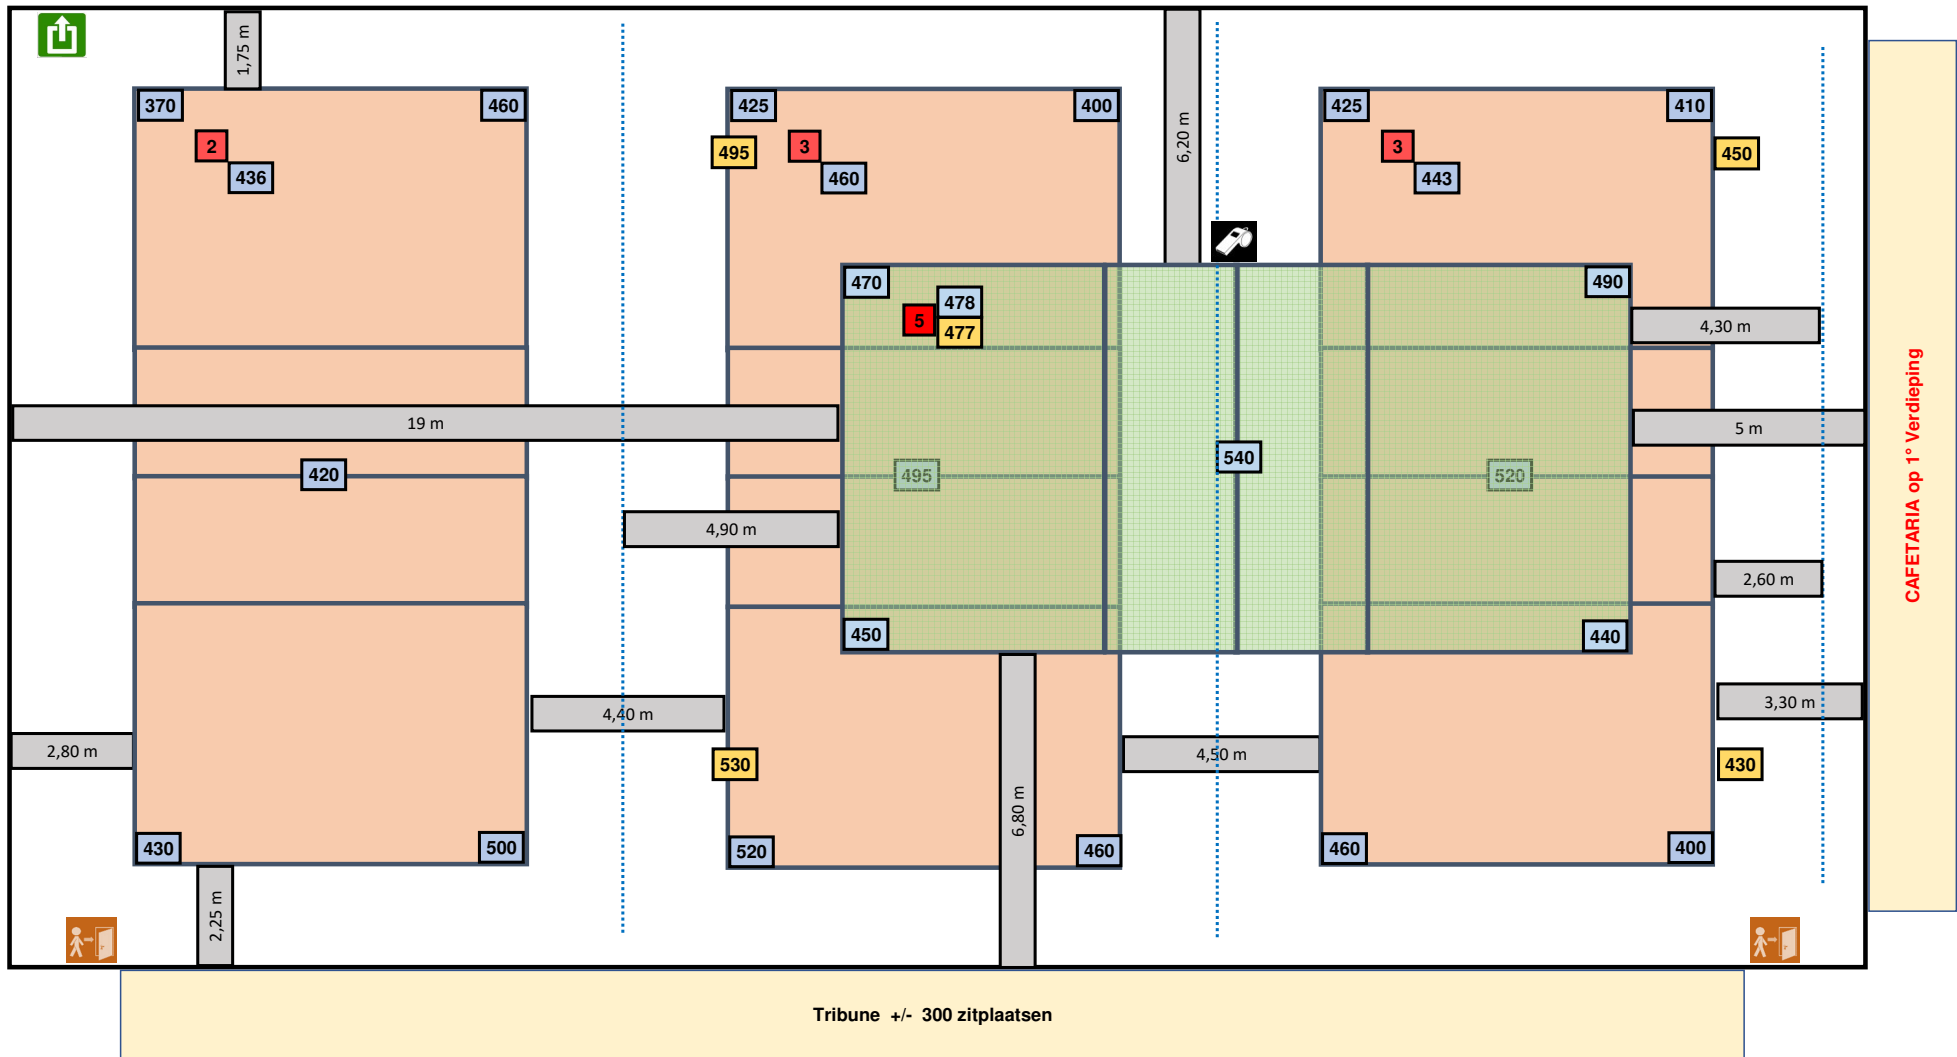 1,75 m
6,20 m
370
460
425
400
425
410
2
436
495
3
460
3
443
450
470
490
5
478
477
4,30 m
19 m
5 m
420
495
540
520
4,90 m
2,60 m
450
440
4,40 m
3,30 m
2,80 m
4,50 m
530
430
6,80 m
430
500
520
460
460
400
2,25 m
CAFETARIA op 1° Verdieping
Tribune +/- 300 zitplaatsen